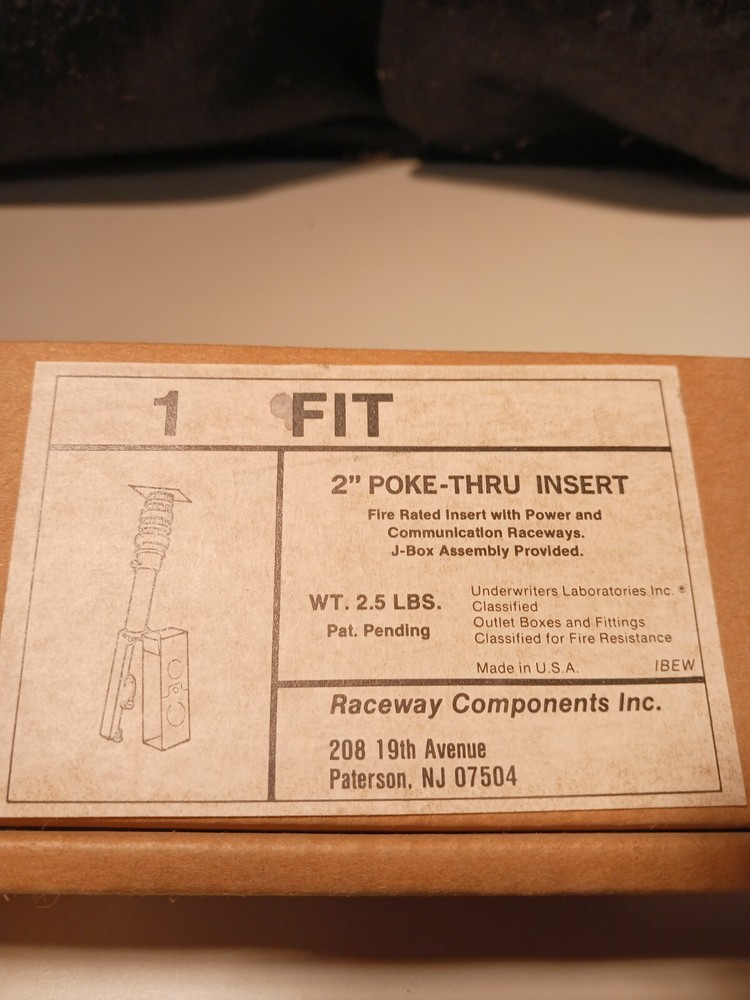 1 FIT
2” POKE-THRU INSERT
Fire Rated Insert with Power and
Communication Raceways.
J-Box Assembly Provided.
WT. 2.5 LBS.
Pat. Pending
Underwriters Laboratories Inc.®
Classified
Outlet Boxes and Fittings
Classified for Fire Resistance
Made in U.S.A. IBEW
Raceway Components Inc.
208 19th Avenue
Paterson, NJ 07504